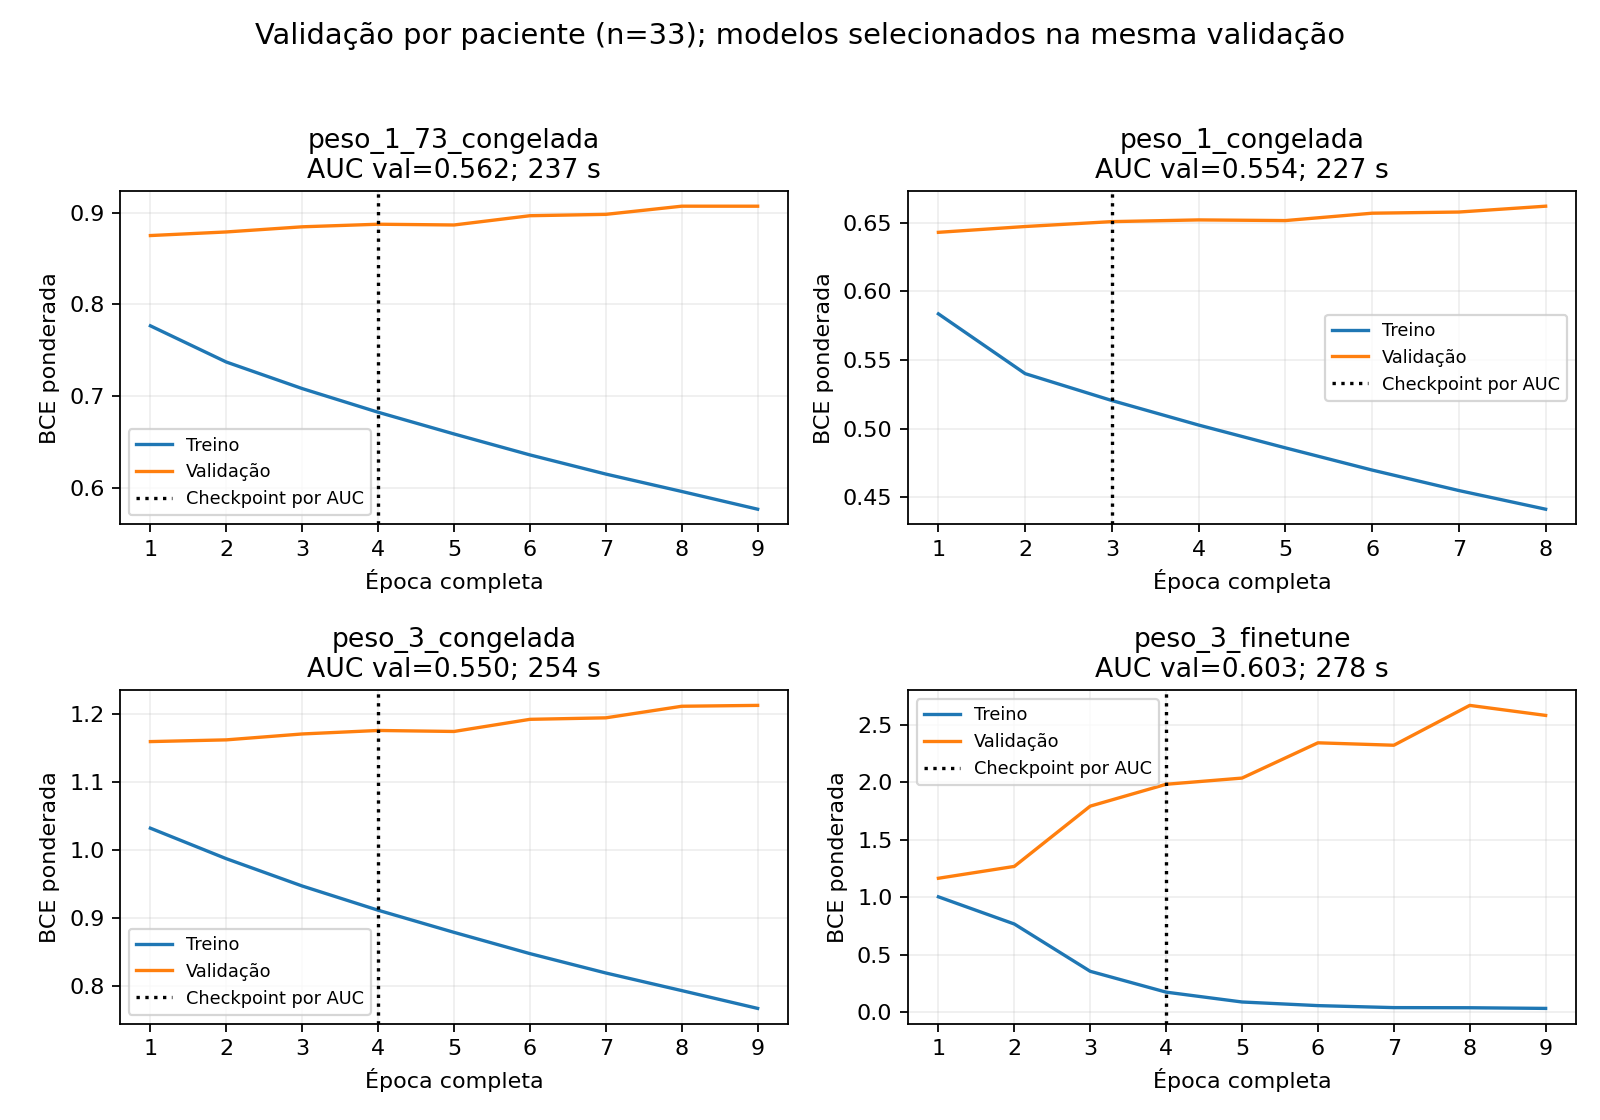 Validação por paciente (n=33); modelos selecionados na mesma validação
peso_1_73_congelada
AUC val=0.562; 237 s
BCE ponderada
0.9
0.8
0.7
0.6
Treino
Validação
Checkpoint por AUC
1 2 3 4 5 6 7 8 9
Época completa
peso_1_congelada
AUC val=0.554; 227 s
BCE ponderada
0.65
0.60
0.55
0.50
0.45
Treino
Validação
Checkpoint por AUC
1 2 3 4 5 6 7 8
Época completa
peso_3_congelada
AUC val=0.550; 254 s
BCE ponderada
1.2
1.1
1.0
0.9
0.8
Treino
Validação
Checkpoint por AUC
1 2 3 4 5 6 7 8 9
Época completa
peso_3_finetune
AUC val=0.603; 278 s
BCE ponderada
2.5
2.0
1.5
1.0
0.5
0.0
Treino
Validação
Checkpoint por AUC
1 2 3 4 5 6 7 8 9
Época completa